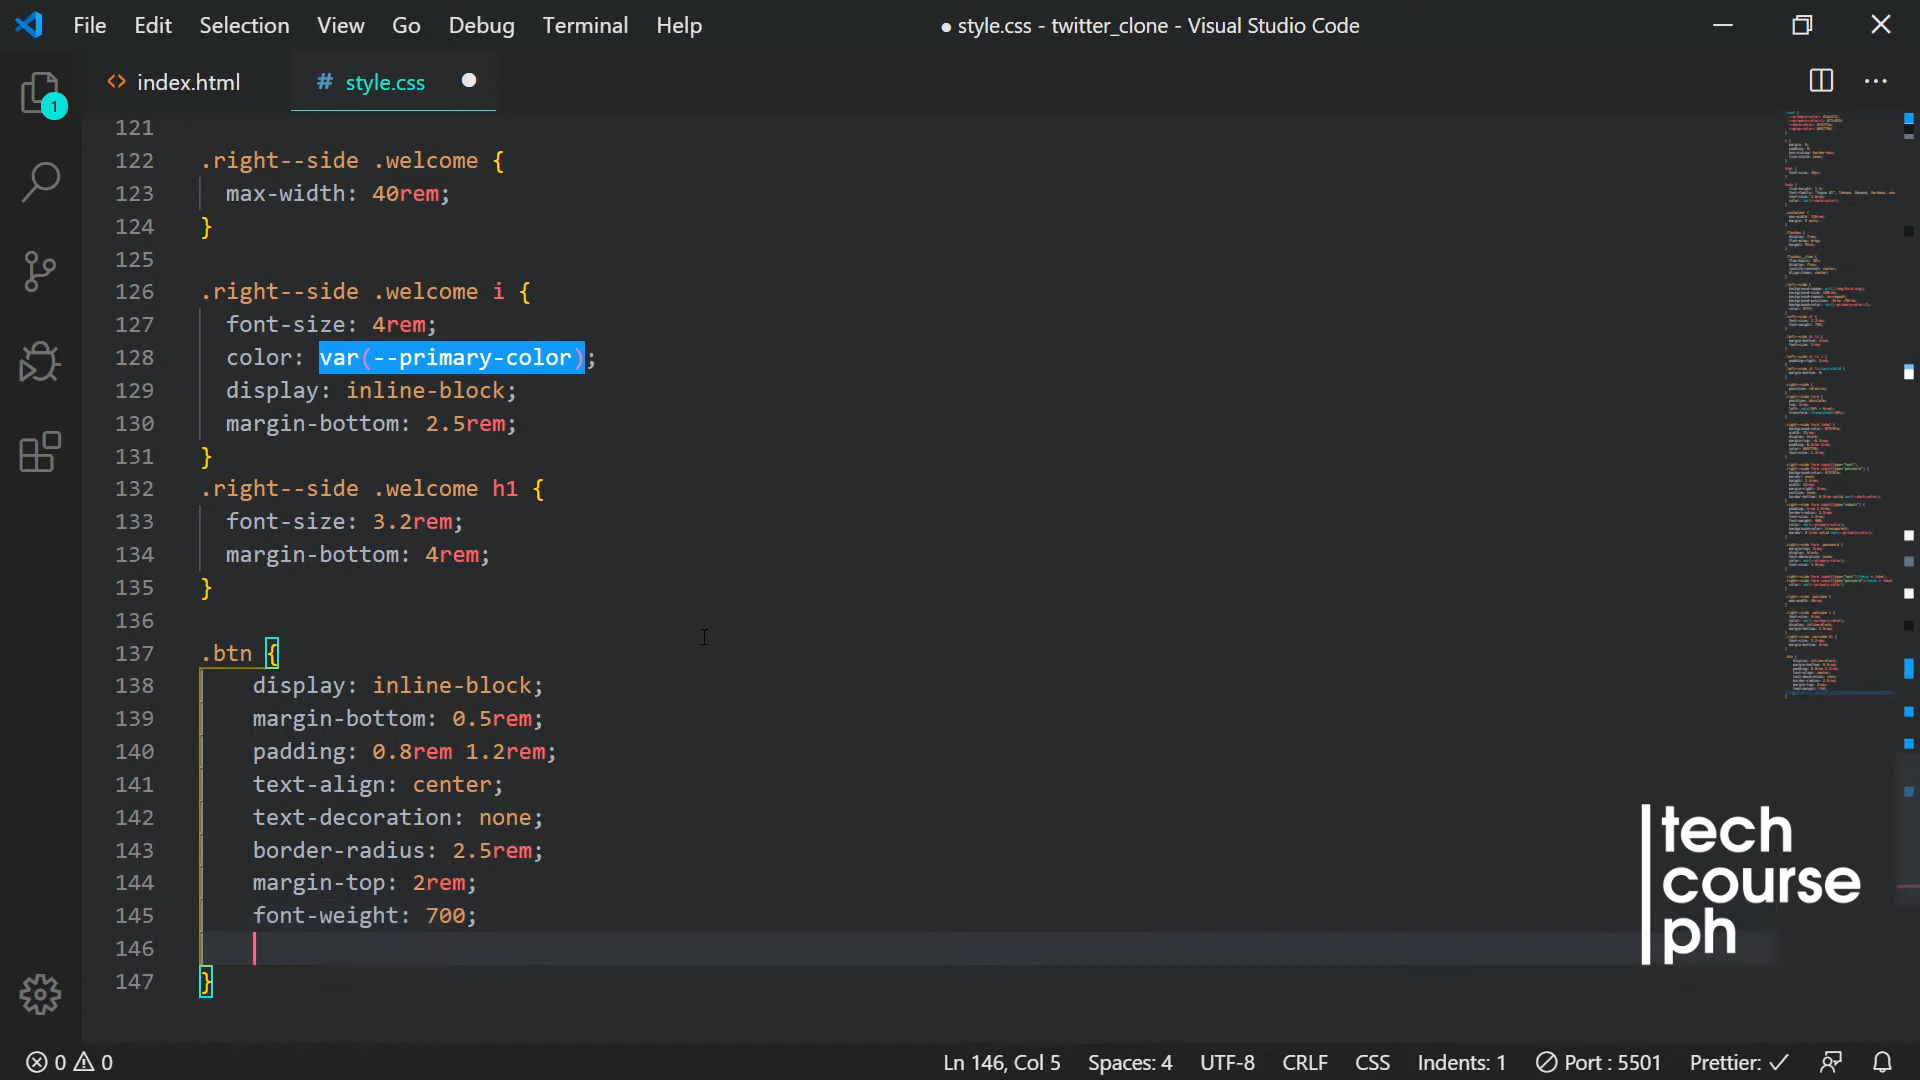 File Edit Selection View Go Debug Terminal Help ● style.css - twitter_clone - Visual Studio Code
<> index.html # style.css
1
121
122 .right--side .welcome {
123 max-width: 40rem;
124 }
125
126 .right--side .welcome i {
127 font-size: 4rem;
128 color: var(--primary-color);
129 display: inline-block;
130 margin-bottom: 2.5rem;
131 }
132 .right--side .welcome h1 {
133 font-size: 3.2rem;
134 margin-bottom: 4rem;
135 }
136
137 .btn {
138 display: inline-block;
139 margin-bottom: 0.5rem;
140 padding: 0.8rem 1.2rem;
141 text-align: center;
142 text-decoration: none;
143 border-radius: 2.5rem;
144 margin-top: 2rem;
145 font-weight: 700;
146
147 }
tech
course
ph
0 0 Ln 146, Col 5 Spaces: 4 UTF-8 CRLF CSS Indents: 1 Port : 5501 Prettier: ✓